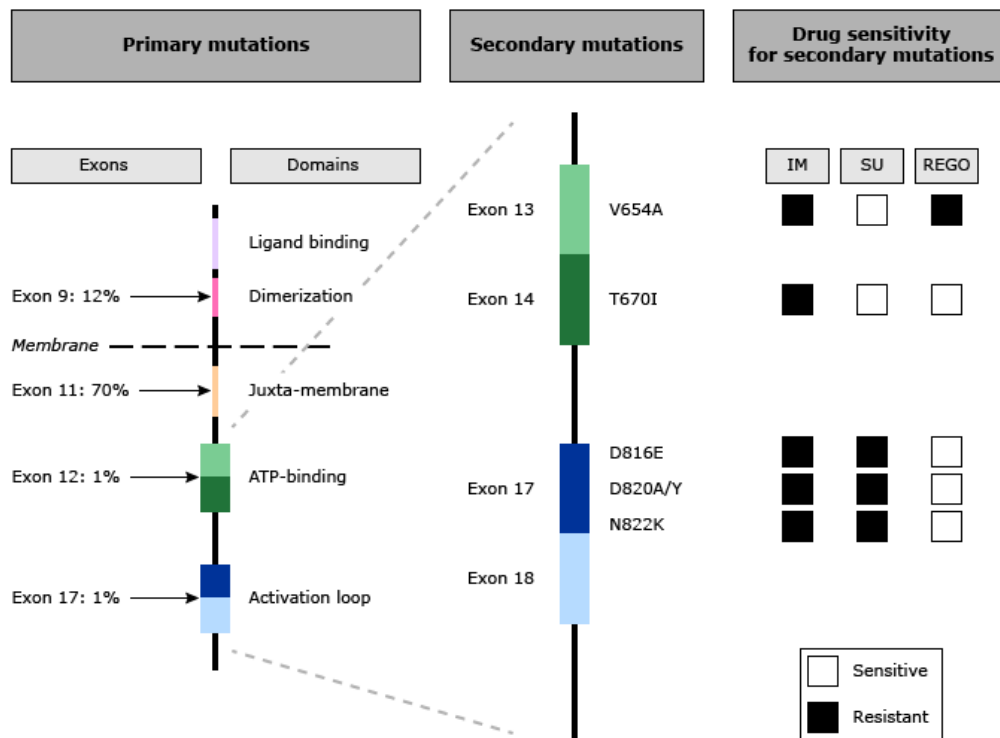 Primary mutations
Secondary mutations
Drug sensitivity
for secondary mutations
Exons
Domains
IM
SU
REGO
Ligand binding
Exon 9: 12%
Dimerization
Membrane
Exon 11: 70%
Juxta-membrane
Exon 12: 1%
ATP-binding
Exon 17: 1%
Activation loop
Exon 13
V654A
Exon 14
T670I
Exon 17
D816E
D820A/Y
N822K
Exon 18
Sensitive
Resistant